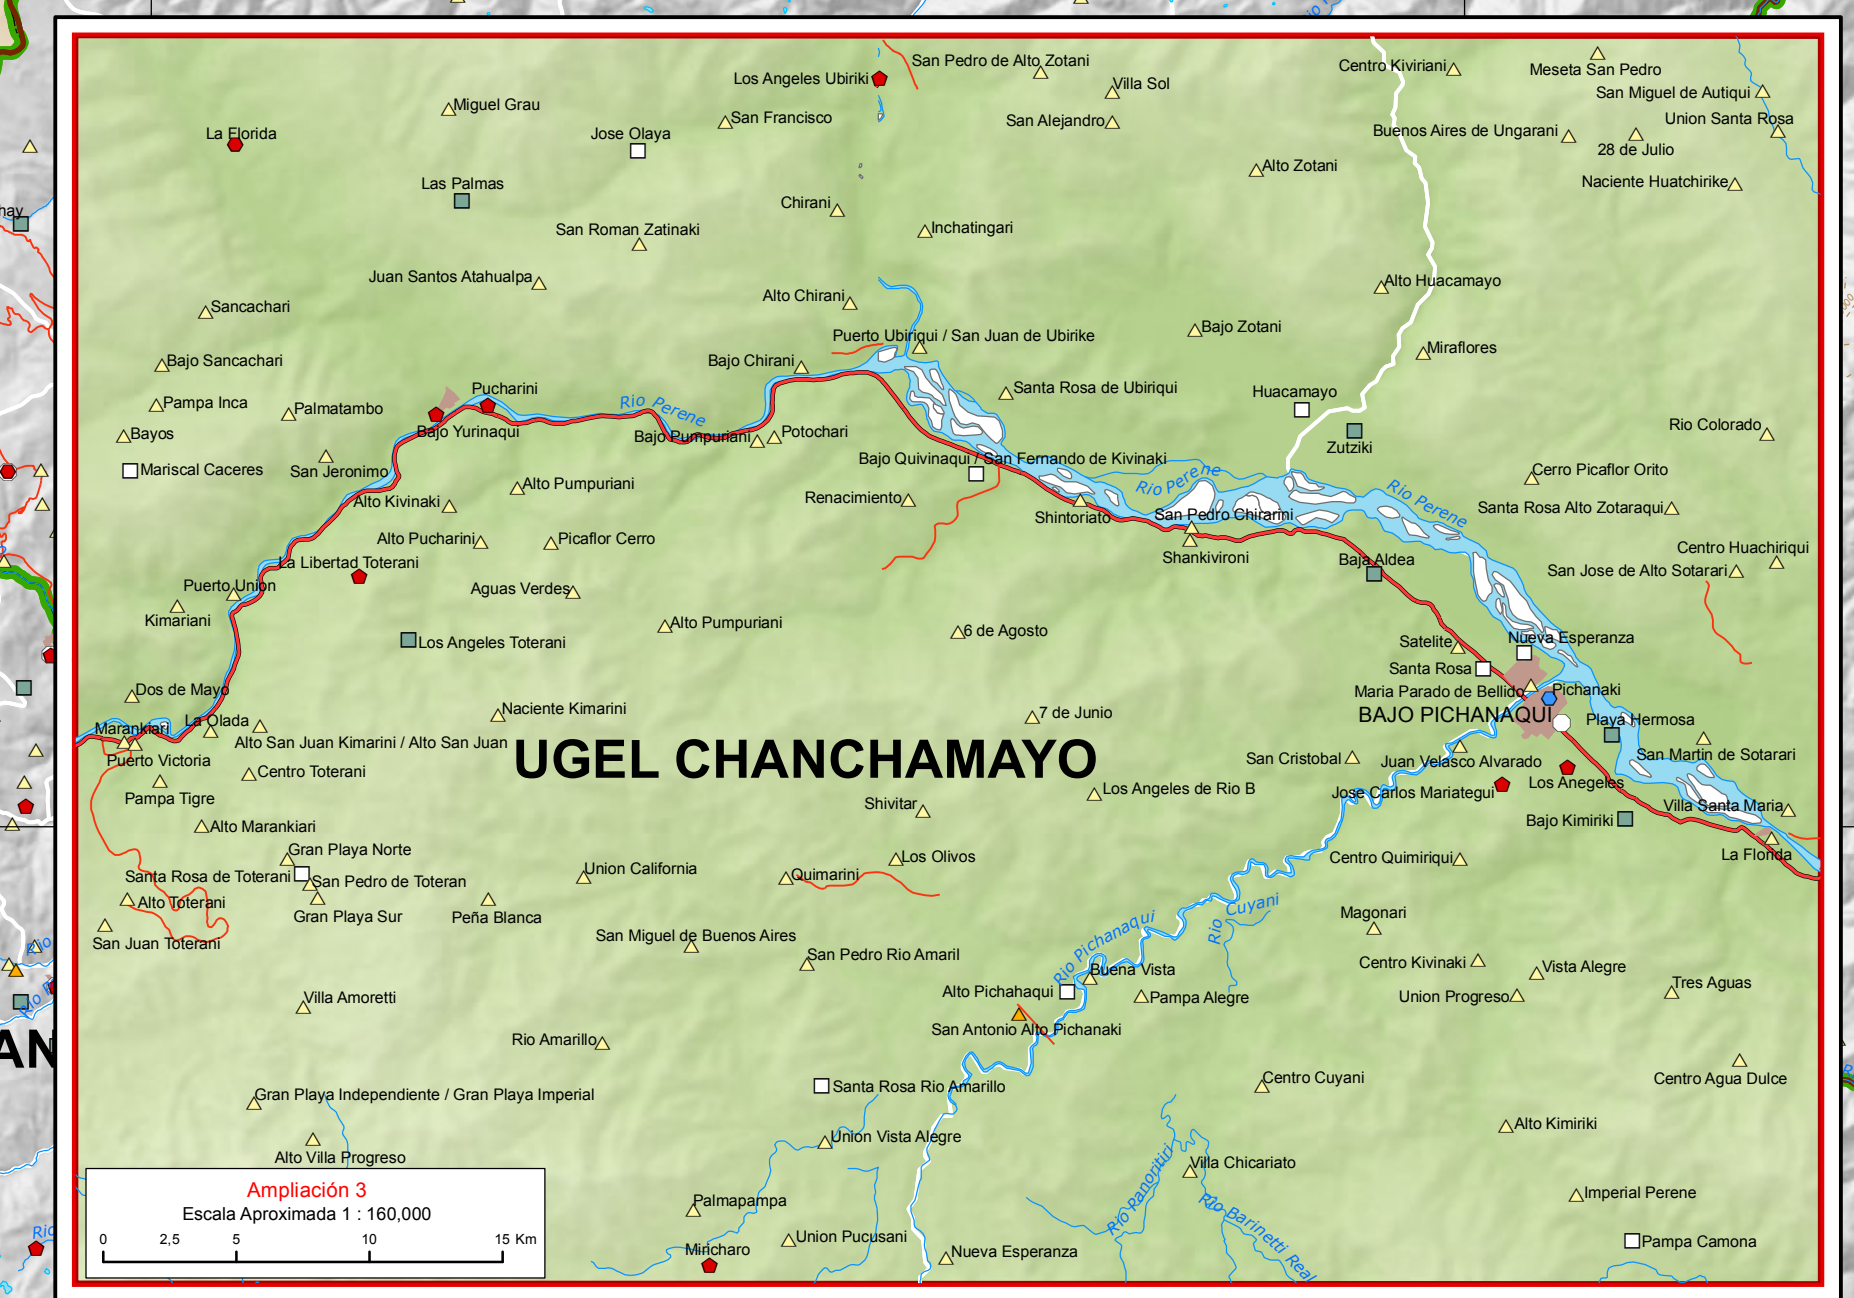 San Pedro de Alto Zotani
Centro Kiviriani
Meseta San Pedro
Los Angeles Ubiriki
Villa Sol
San Miguel de Autiqui
Miguel Grau
San Francisco
San Alejandro
Union Santa Rosa
La Florida
Jose Olaya
Buenos Aires de Ungarani
28 de Julio
Alto Zotani
Las Palmas
Naciente Huatchirike
Chirani
hay
San Roman Zatinaki
Inchatingari
Juan Santos Atahualpa
Alto Huacamayo
Alto Chirani
Sancachari
Bajo Zotani
Puerto Ubiriqui / San Juan de Ubirike
Miraflores
Bajo Sancachari
Bajo Chirani
Pucharini
Santa Rosa de Ubiriqui
Huacamayo
Pampa Inca
Palmatambo
Rio Perene
Rio Colorado
Bayos
Bajo Yurinaqui
Bajo Pumpuriani
Potochari
Zutziki
Mariscal Caceres
San Jeronimo
Bajo Quivinaqui / San Fernando de Kivinaki
Cerro Picaflor Orito
Alto Pumpuriani
Rio Perene
Rio Perene
Alto Kivinaki
Renacimiento
Shintoriato
San Pedro Chirarini
Santa Rosa Alto Zotaraqui
Alto Pucharini
Picaflor Cerro
Shankivironi
Baja Aldea
Centro Huachiriqui
La Libertad Toterani
San Jose de Alto Sotarari
Puerto Union
Aguas Verdes
Kimariani
Alto Pumpuriani
6 de Agosto
Los Angeles Toterani
Satelite
Nueva Esperanza
Santa Rosa
Dos de Mayo
Maria Parado de Bellido
Pichanaki
Naciente Kimarini
7 de Junio
BAJO PICHANAQUI
Playa Hermosa
Marankiari
La Olada
Alto San Juan Kimarini / Alto San Juan
UGEL CHANCHAMAYO
Puerto Victoria
Centro Toterani
San Cristobal
Juan Velasco Alvarado
San Martin de Sotarari
Pampa Tigre
Los Angeles de Rio B
Jose Carlos Mariategui
Los Anegeles
Shivitar
Villa Santa Maria
Alto Marankiari
Bajo Kimiriki
Gran Playa Norte
Los Olivos
Centro Quimiriqui
La Florida
Santa Rosa de Toterani
San Pedro de Toteran
Union California
Quimarini
Alto Toterani
Gran Playa Sur
Peña Blanca
Rio Cuyani
Magonari
San Juan Toterani
San Miguel de Buenos Aires
Rio Pichanaqui
San Pedro Rio Amaril
Centro Kivinaki
Vista Alegre
Rio
Buena Vista
Alto Pichahaqui
Pampa Alegre
Union Progreso
Tres Aguas
Villa Amoretti
San Antonio Alto Pichanaki
AN
Rio Amarillo
Centro Cuyani
Centro Agua Dulce
Santa Rosa Rio Amarillo
Gran Playa Independiente / Gran Playa Imperial
Alto Kimiriki
Union Vista Alegre
Alto Villa Progreso
Villa Chicariato
Rio Panoritiri
Rio Barinetti Real
Imperial Perene
Palmapampa
Union Pucusani
Nueva Esperanza
Miricharo
Pampa Camona
Rio
Ampliación 3
Escala Aproximada 1 : 160,000
0 2,5 5 10 15 Km